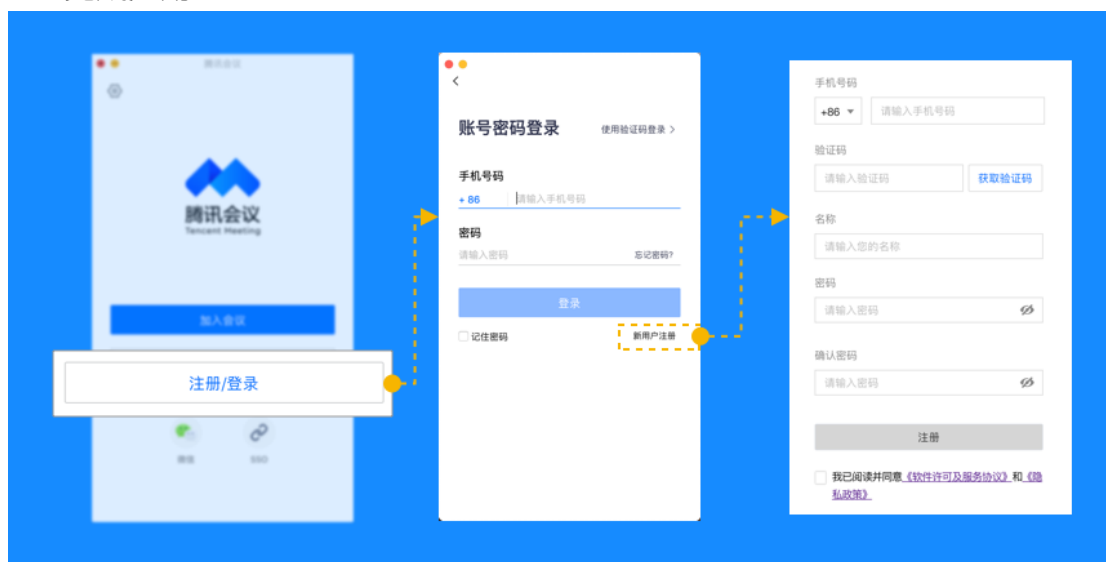 腾讯会议
腾讯会议
Tencent Meeting
加入会议
注册/登录
微信
SSO
账号密码登录
使用验证码登录 >
手机号码
+ 86
请输入手机号码
密码
请输入密码
忘记密码?
登录
记住密码
新用户注册
手机号码
+86
请输入手机号码
验证码
请输入验证码
获取验证码
名称
请输入您的名称
密码
请输入密码
确认密码
请输入密码
注册
我已阅读并同意《软件许可及服务协议》和《隐
私政策》